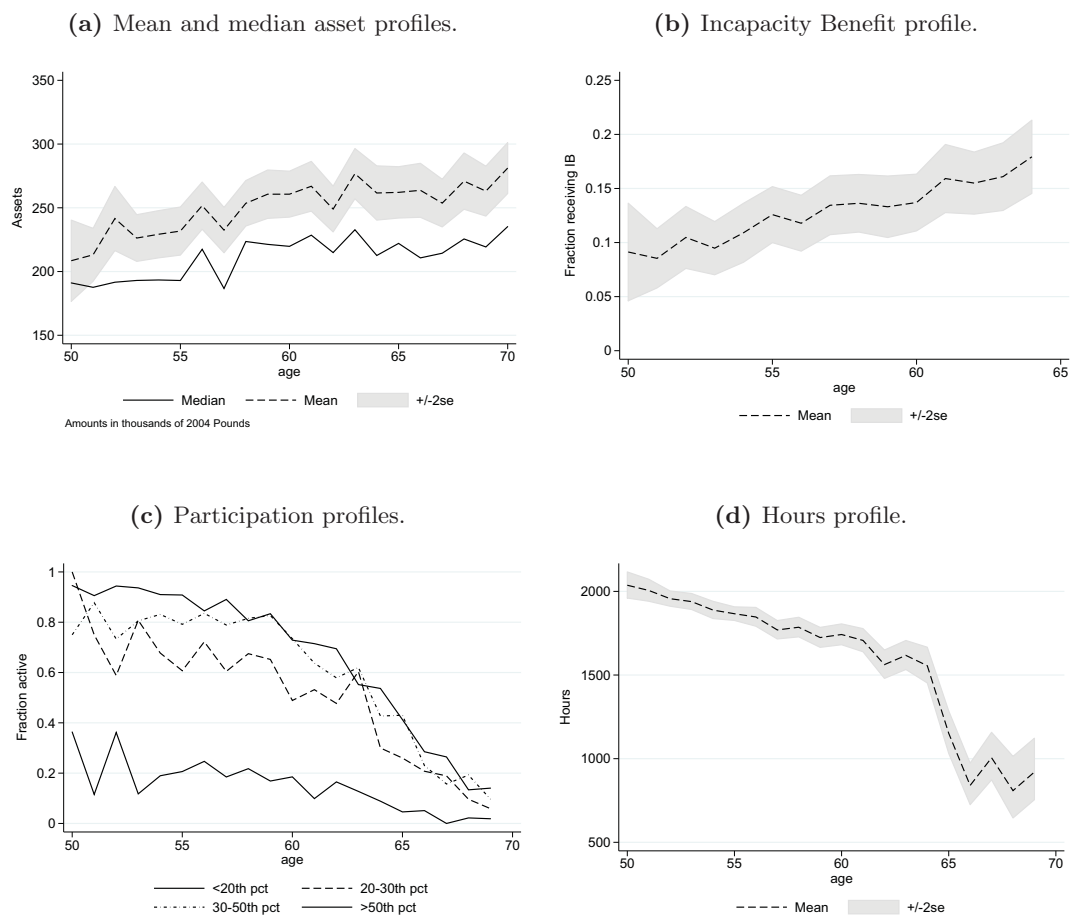 (a) Mean and median asset profiles.
350
300
250
200
150
Assets
50 55 60 65 70
age
Median Mean +/-2se
Amounts in thousands of 2004 Pounds
(b) Incapacity Benefit profile.
0.25
0.2
0.15
0.1
0.05
0
Fraction receiving IB
50 55 60 65
age
Mean +/-2se
(c) Participation profiles.
1
0.8
0.6
0.4
0.2
0
Fraction active
50 55 60 65 70
age
<20th pct 20-30th pct
30-50th pct >50th pct
(d) Hours profile.
2000
1500
1000
500
Hours
50 55 60 65 70
age
Mean +/-2se